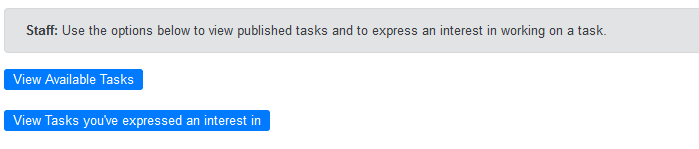 Staff: Use the options below to view published tasks and to express an interest in working on a task.
View Available Tasks
View Tasks you've expressed an interest in